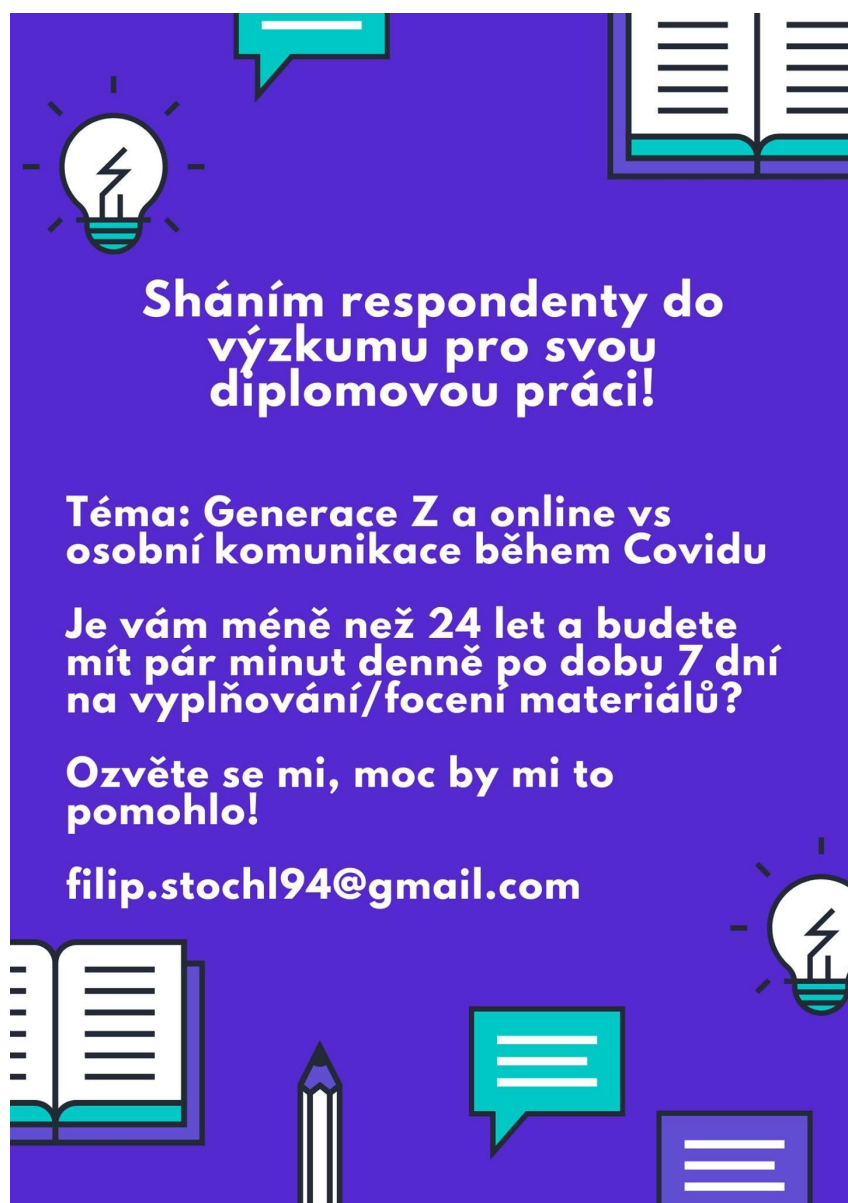 Sháním respondenty do
výzkumu pro svou
diplomovou práci!
Téma: Generace Z a online vs
osobní komunikace během Covidu
Je vám méně než 24 let a budete
mít pár minut denně po dobu 7 dní
na vyplňování/focení materiálů?
Ozvěte se mi, moc by mi to
pomohlo!
filip.stochl94@gmail.com